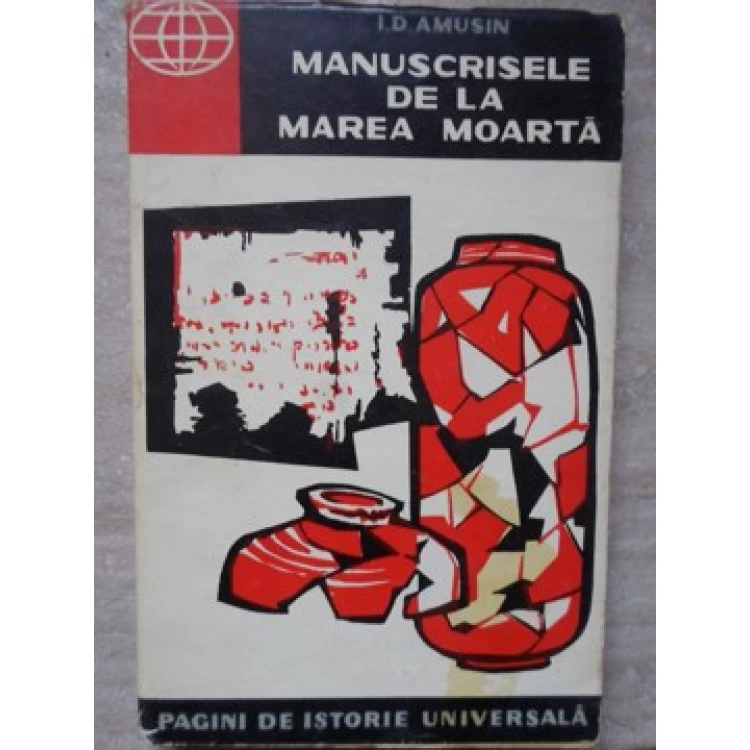 I.D. AMUSIN
MANUSCRISELE
DE LA
MAREA MOARTĂ
PAGINI DE ISTORIE UNIVERSALĂ